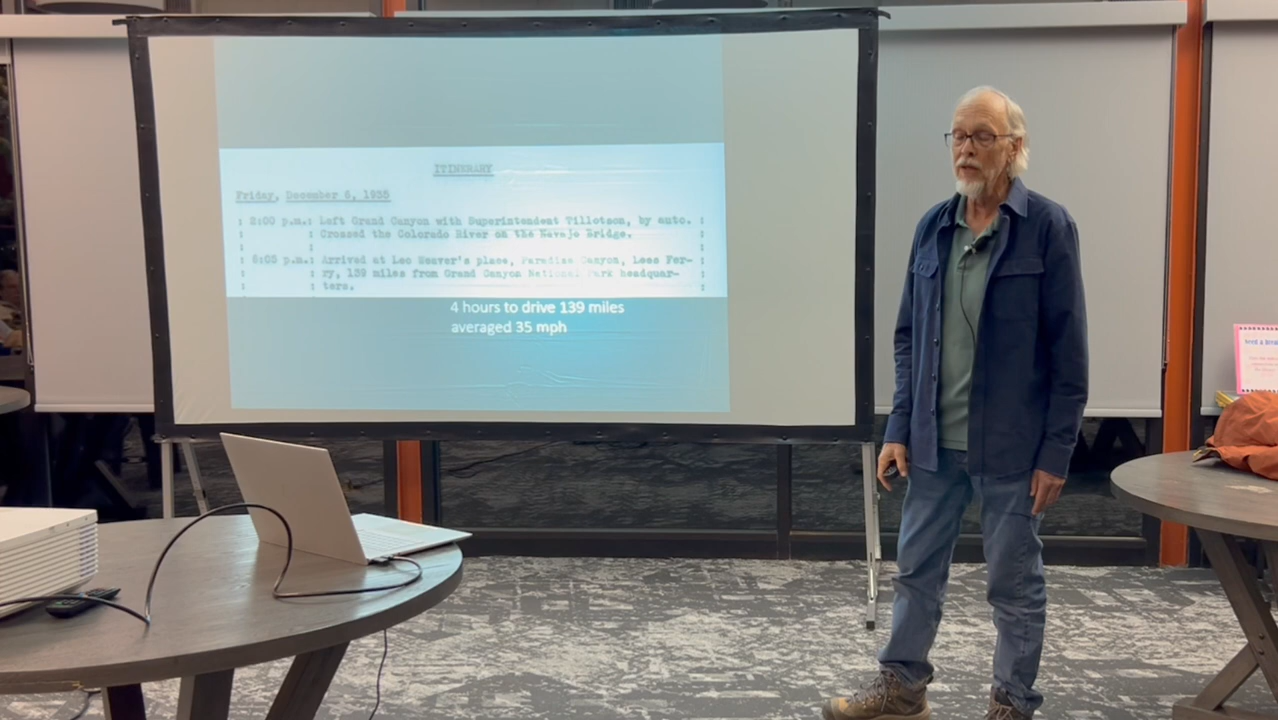 ITINERARY
Friday, December 6, 1935
: 2:00 p.m.: Left Grand Canyon with Superintendent Tillotson, by auto. :
: : Crossed the Colorado River on the Navajo Bridge. :
: 6:05 p.m.: Arrived at Leo Weaver's place, Paradise Canyon, Lees Fer- :
: : ry, 139 miles from Grand Canyon National Park headquar- :
: : ters. :
4 hours to drive 139 miles
averaged 35 mph